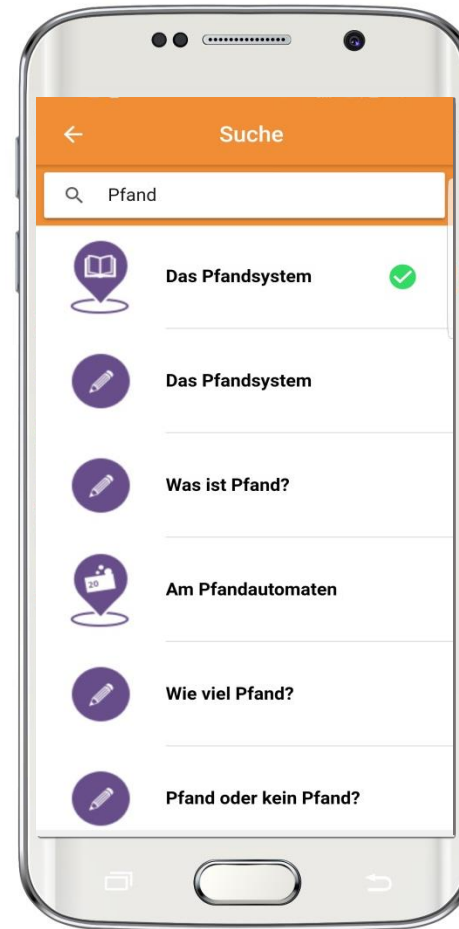 Suche
Pfand
Das Pfandsystem
Das Pfandsystem
Was ist Pfand?
20
Am Pfandautomaten
Wie viel Pfand?
Pfand oder kein Pfand?